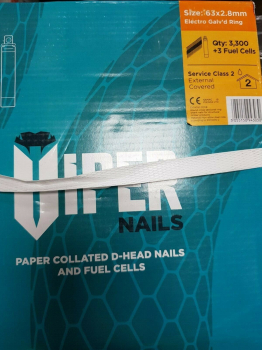 Size: 63x2.8mm
Electro Galv'd Ring
Qty: 3,300
+3 Fuel Cells
Service Class 2
External
Covered
2
CE
VIPER
NAILS
PAPER COLLATED D-HEAD NAILS
AND FUEL CELLS